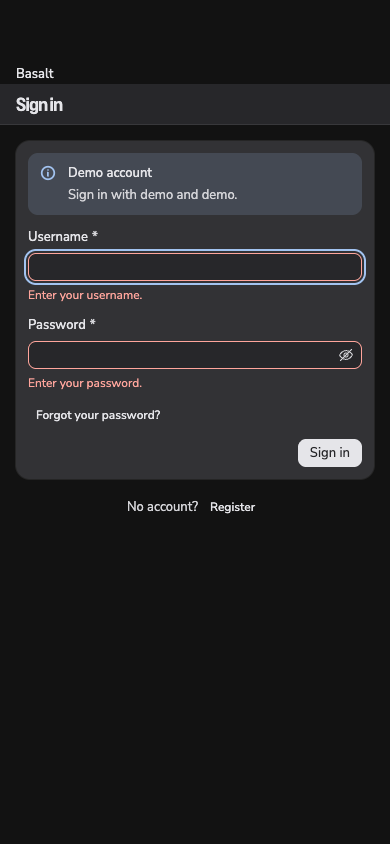 Basalt
Sign in
Demo account
Sign in with demo and demo.
Username *
Enter your username.
Password *
Enter your password.
Forgot your password?
Sign in
No account? Register